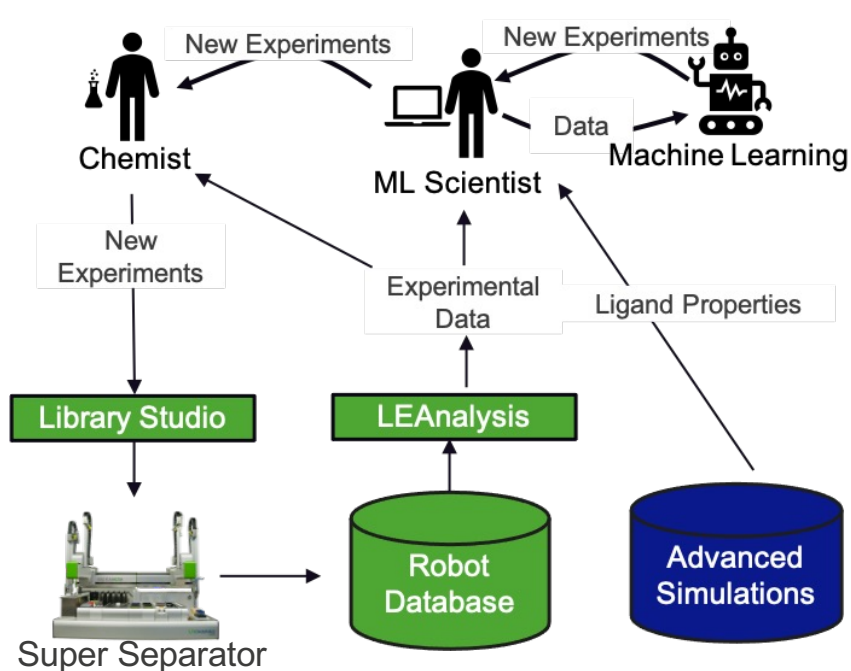 New Experiments
New Experiments
Data
Chemist
ML Scientist
Machine Learning
New
Experiments
Experimental
Data
Ligand Properties
Library Studio
LEAnalysis
Robot
Database
Advanced
Simulations
Super Separator